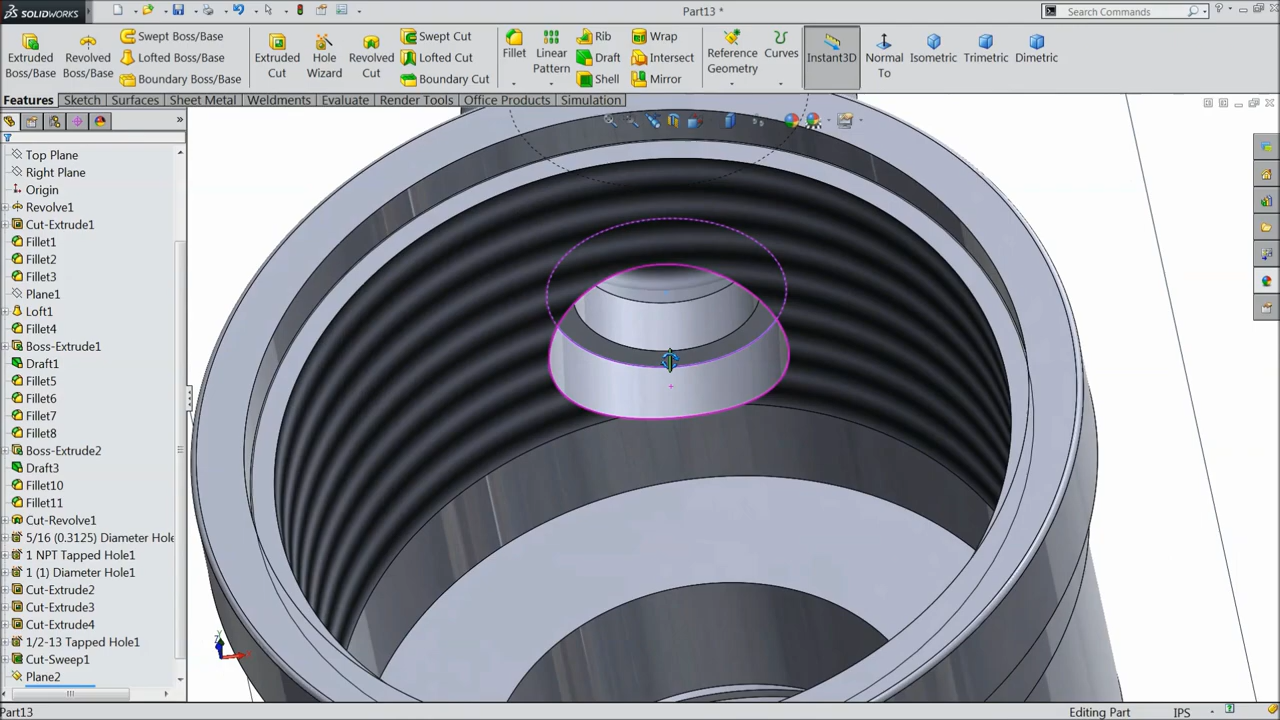 SOLIDWORKS
Part13 *
Search Commands
Extruded Boss/Base
Revolved Boss/Base
Swept Boss/Base
Lofted Boss/Base
Boundary Boss/Base
Extruded Cut
Hole Wizard
Revolved Cut
Swept Cut
Lofted Cut
Boundary Cut
Fillet
Linear Pattern
Rib
Draft
Shell
Wrap
Intersect
Mirror
Reference Geometry
Curves
Instant3D
Normal To
Isometric
Trimetric
Dimetric
Features
Sketch
Surfaces
Sheet Metal
Weldments
Evaluate
Render Tools
Office Products
Simulation
Top Plane
Right Plane
Origin
Revolve1
Cut-Extrude1
Fillet1
Fillet2
Fillet3
Plane1
Loft1
Fillet4
Boss-Extrude1
Draft1
Fillet5
Fillet6
Fillet7
Fillet8
Boss-Extrude2
Draft3
Fillet10
Fillet11
Cut-Revolve1
5/16 (0.3125) Diameter Hole
1 NPT Tapped Hole1
1 (1) Diameter Hole1
Cut-Extrude2
Cut-Extrude3
Cut-Extrude4
1/2-13 Tapped Hole1
Cut-Sweep1
Plane2
Part13
Editing Part
IPS